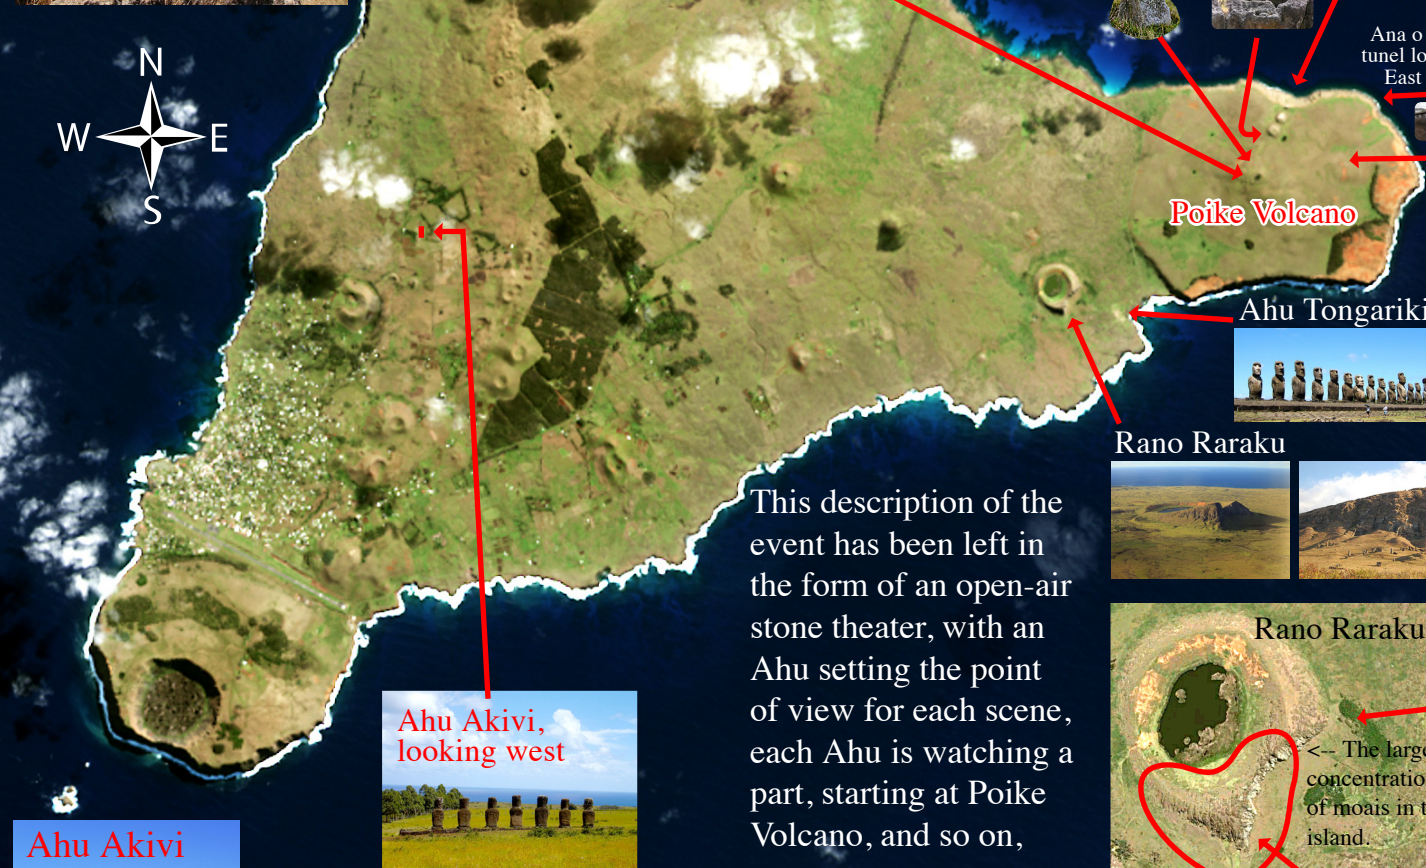 N
W
E
S
Ana o
tunel lo
East
Poike Volcano
Ahu Tongariki
Rano Raraku
This description of the
event has been left in
the form of an open-air
stone theater, with an
Ahu setting the point
of view for each scene,
each Ahu is watching a
part, starting at Poike
Volcano, and so on,
Rano Raraku
<-- The large
concentratio
of moais in t
island.
Ahu Akivi,
looking west
Ahu Akivi